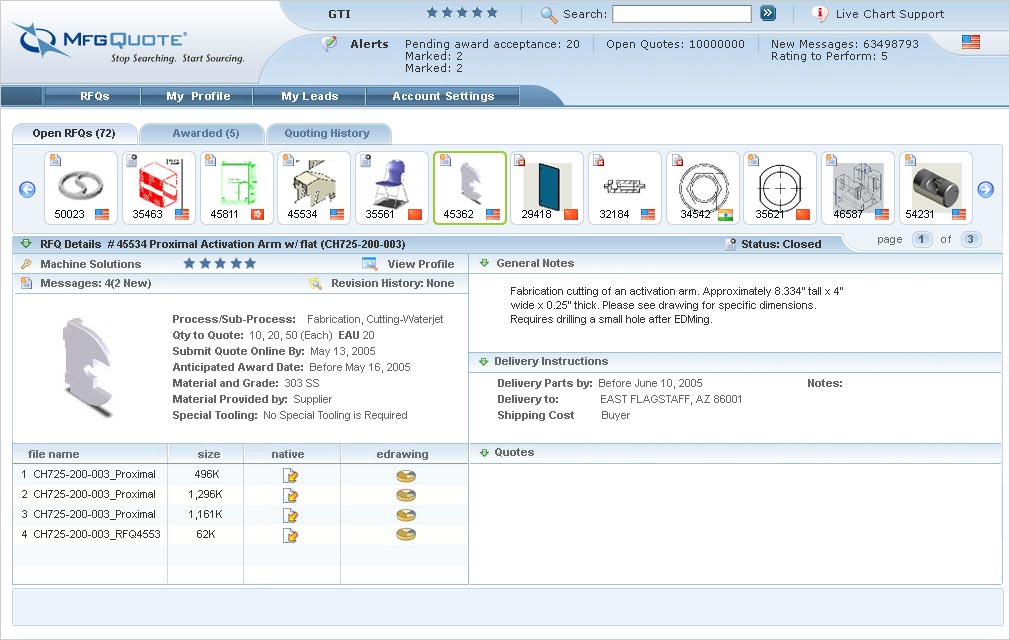 GTI
Search:
Live Chart Support
MFGQUOTE®
Stop Searching. Start Sourcing.
Alerts
Pending award acceptance: 20
Marked: 2
Marked: 2
Open Quotes: 10000000
New Messages: 63498793
Rating to Perform: 5
RFQs My Profile My Leads Account Settings
Open RFQs (72) Awarded (5) Quoting History
50023 35463 45811 45534 35561 45362 29418 32184 34542 35621 46587 54231
RFQ Details # 45534 Proximal Activation Arm w/ flat (CH725-200-003) Status: Closed
page 1 of 3
Machine Solutions View Profile
Messages: 4(2 New) Revision History: None
Process/Sub-Process: Fabrication, Cutting-Waterjet
Qty to Quote: 10, 20, 50 (Each) EAU 20
Submit Quote Online By: May 13, 2005
Anticipated Award Date: Before May 16, 2005
Material and Grade: 303 SS
Material Provided by: Supplier
Special Tooling: No Special Tooling is Required
General Notes
Fabrication cutting of an activation arm. Approximately 8.334" tall x 4"
wide x 0.25" thick. Please see drawing for specific dimensions.
Requires drilling a small hole after EDMing.
Delivery Instructions
Delivery Parts by: Before June 10, 2005 Notes:
Delivery to: EAST FLAGSTAFF, AZ 86001
Shipping Cost Buyer
file name size native edrawing
1 CH725-200-003_Proximal 496K
2 CH725-200-003_Proximal 1,296K
3 CH725-200-003_Proximal 1,161K
4 CH725-200-003_RFQ4553 62K
Quotes